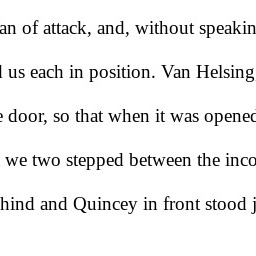 an of attack, and, without speakin
us each in position. Van Helsing
door, so that when it was opened
we two stepped between the inco
hind and Quincey in front stood j